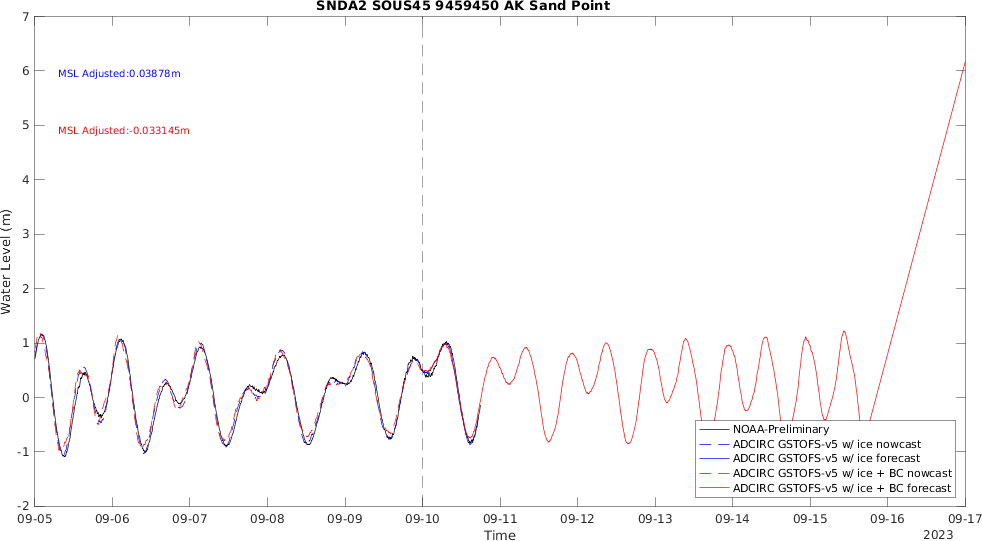 SNDA2 SOUS45 9459450 AK Sand Point
7
6
5
4
3
2
1
0
-1
-2
Water Level (m)
MSL Adjusted:0.03878m
MSL Adjusted:-0.033145m
NOAA-Preliminary
ADCIRC GSTOFS-v5 w/ ice nowcast
ADCIRC GSTOFS-v5 w/ ice forecast
ADCIRC GSTOFS-v5 w/ ice + BC nowcast
ADCIRC GSTOFS-v5 w/ ice + BC forecast
09-05 09-06 09-07 09-08 09-09 09-10 09-11 09-12 09-13 09-14 09-15 09-16 09-17
Time
2023